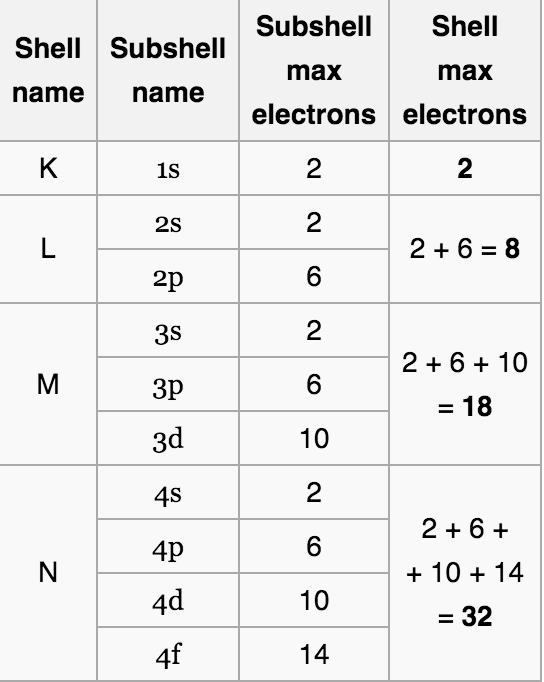 Shell name
Subshell name
Subshell max electrons
Shell max electrons
K
1s
2
2
L
2s
2
2 + 6 = 8
2p
6
M
3s
2
2 + 6 + 10
= 18
3p
6
3d
10
N
4s
2
2 + 6 +
+ 10 + 14
= 32
4p
6
4d
10
4f
14